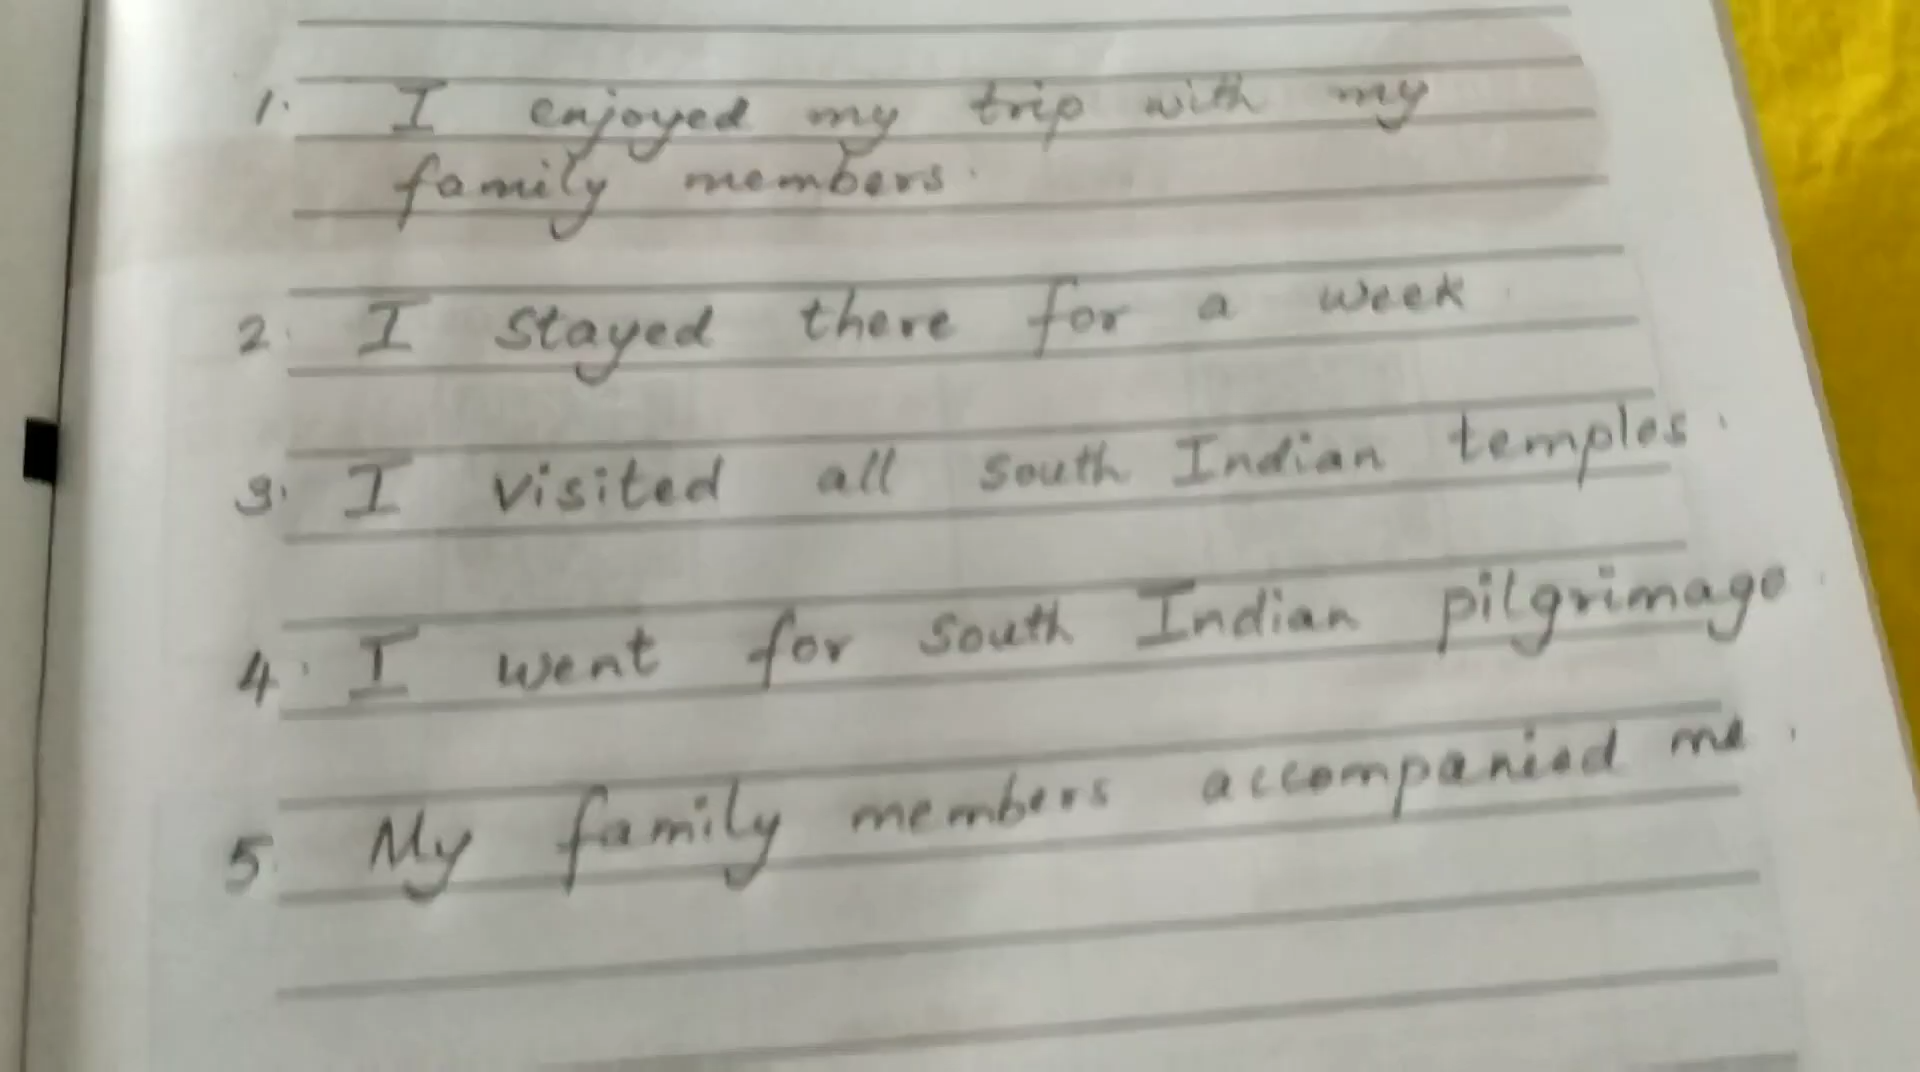 1. I enjoyed my trip with my
family members.
2. I stayed there for a week.
3. I visited all south Indian temples.
4. I went for south Indian pilgrimage.
5. My family members accompanied me.